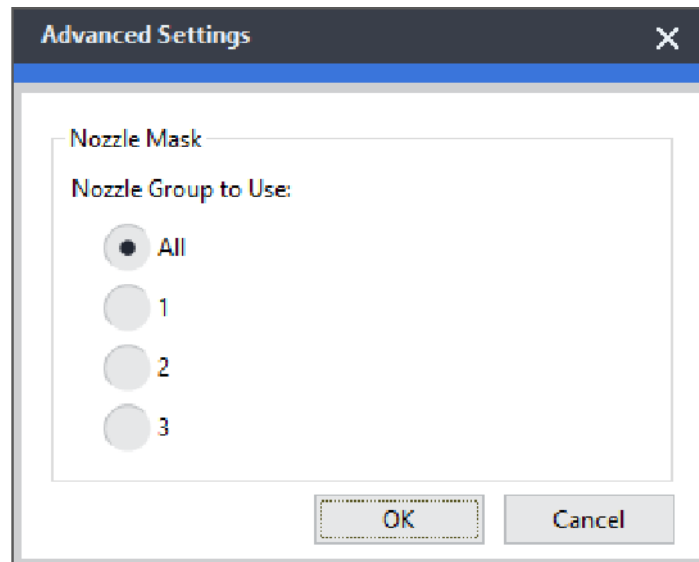 Advanced Settings
Nozzle Mask
Nozzle Group to Use:
All
1
2
3
OK Cancel